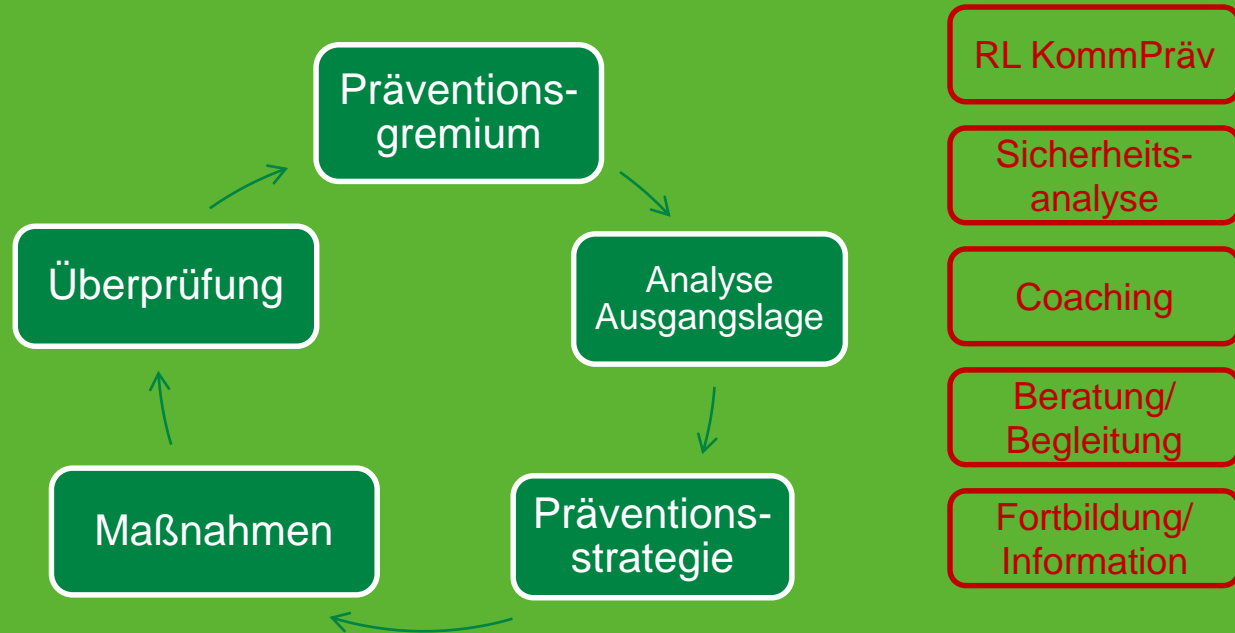 Präventions-
gremium
Analyse
Ausgangslage
Präventions-
strategie
Maßnahmen
Überprüfung
RL KommPräv
Sicherheits-
analyse
Coaching
Beratung/
Begleitung
Fortbildung/
Information